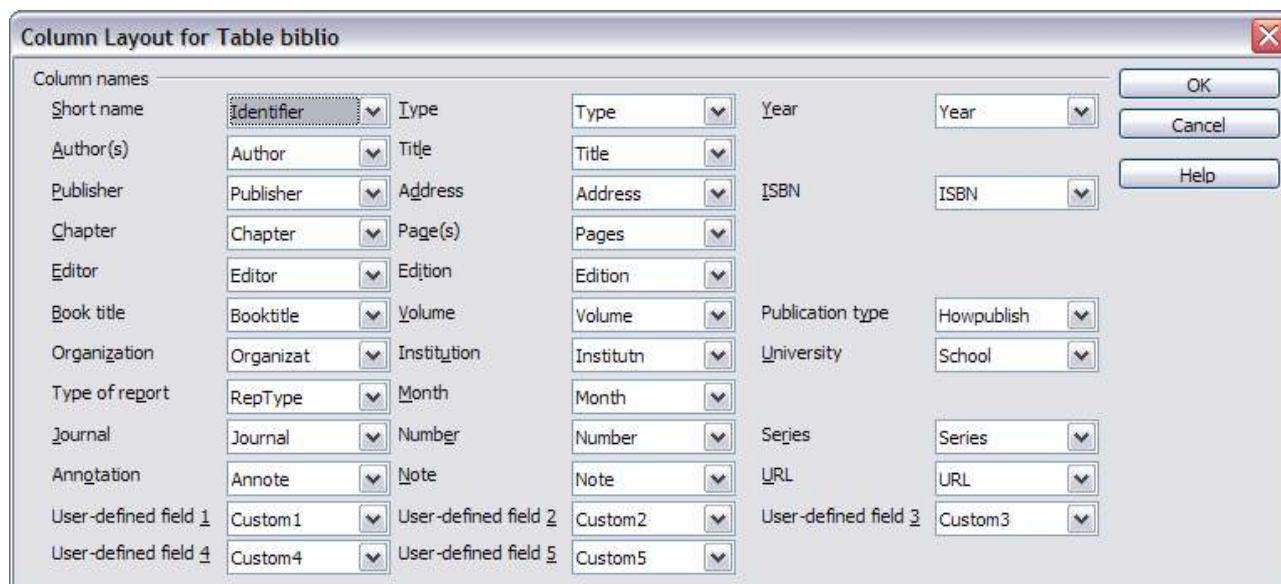 Column Layout for Table biblio
Column names
Short name Identifier Type Type Year Year OK
Cancel
Author(s) Author Title Title
Publisher Publisher Address Address ISBN ISBN Help
Chapter Chapter Page(s) Pages
Editor Editor Edition Edition
Book title Booktitle Volume Volume Publication type Howpublish
Organization Organizat Institution Institutn University School
Type of report RepType Month Month
Journal Journal Number Number Series Series
Annotation Annote Note Note URL URL
User-defined field 1 Custom1 User-defined field 2 Custom2 User-defined field 3 Custom3
User-defined field 4 Custom4 User-defined field 5 Custom5